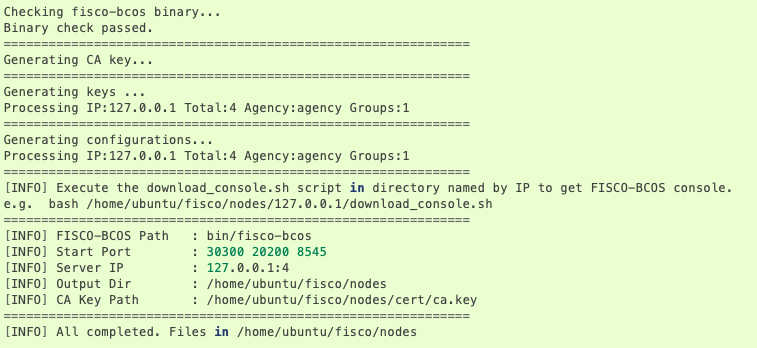 Checking fisco-bcos binary...
Binary check passed.
==============================================================
Generating CA key...
==============================================================
Generating keys ...
Processing IP:127.0.0.1 Total:4 Agency:agency Groups:1
==============================================================
Generating configurations...
Processing IP:127.0.0.1 Total:4 Agency:agency Groups:1
==============================================================
[INFO] Execute the download_console.sh script in directory named by IP to get FISCO-BCOS console.
e.g.  bash /home/ubuntu/fisco/nodes/127.0.0.1/download_console.sh
==============================================================
[INFO] FISCO-BCOS Path   : bin/fisco-bcos
[INFO] Start Port        : 30300 20200 8545
[INFO] Server IP         : 127.0.0.1:4
[INFO] Output Dir        : /home/ubuntu/fisco/nodes
[INFO] CA Key Path       : /home/ubuntu/fisco/nodes/cert/ca.key
==============================================================
[INFO] All completed. Files in /home/ubuntu/fisco/nodes